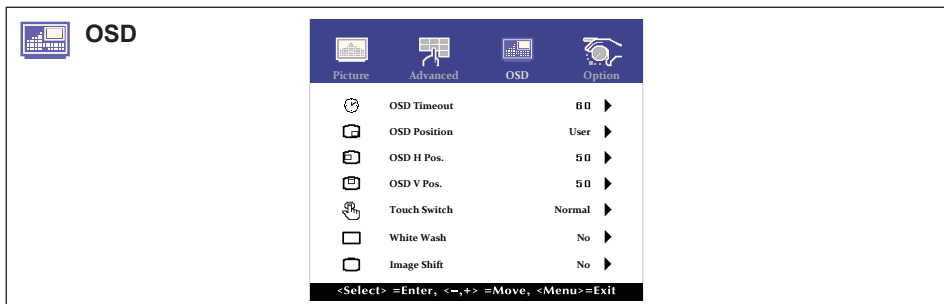 OSD
Picture Advanced OSD Option
OSD Timeout 60
OSD Position User
OSD H Pos. 50
OSD V Pos. 50
Touch Switch Normal
White Wash No
Image Shift No
<Select> =Enter, <–,+> =Move, <Menu>=Exit